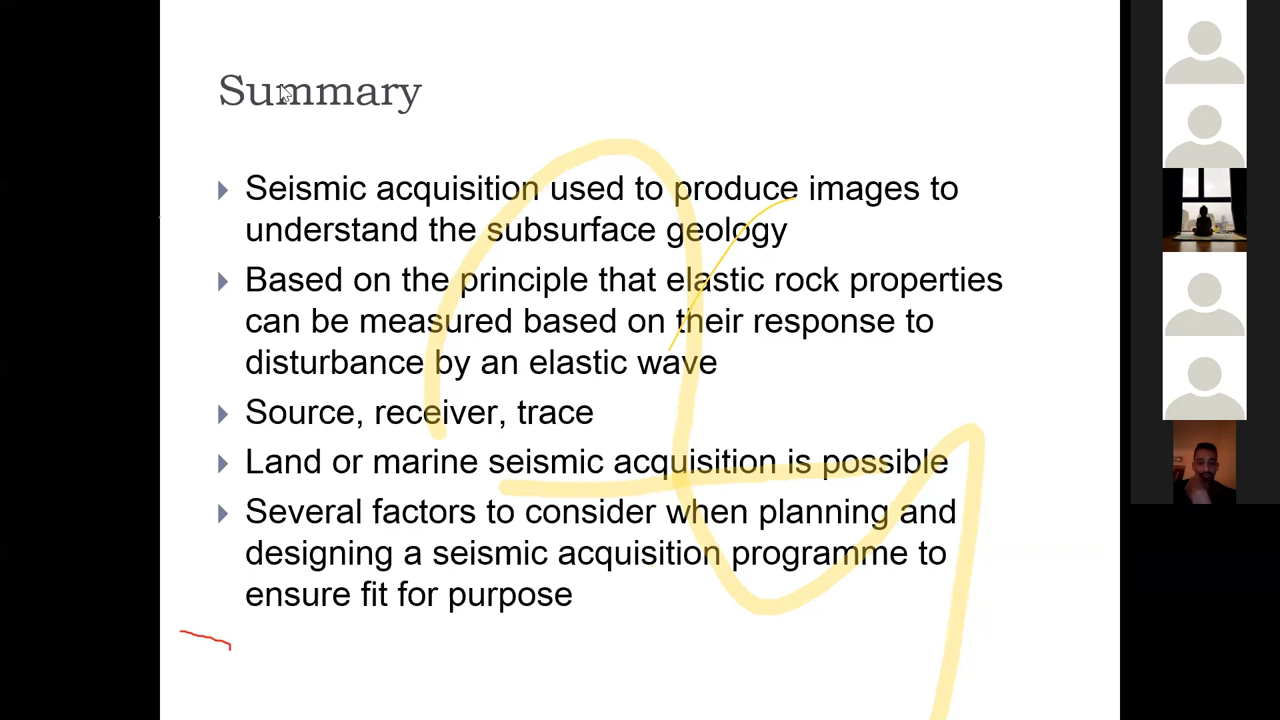 Summary
Seismic acquisition used to produce images to
understand the subsurface geology
Based on the principle that elastic rock properties
can be measured based on their response to
disturbance by an elastic wave
Source, receiver, trace
Land or marine seismic acquisition is possible
Several factors to consider when planning and
designing a seismic acquisition programme to
ensure fit for purpose